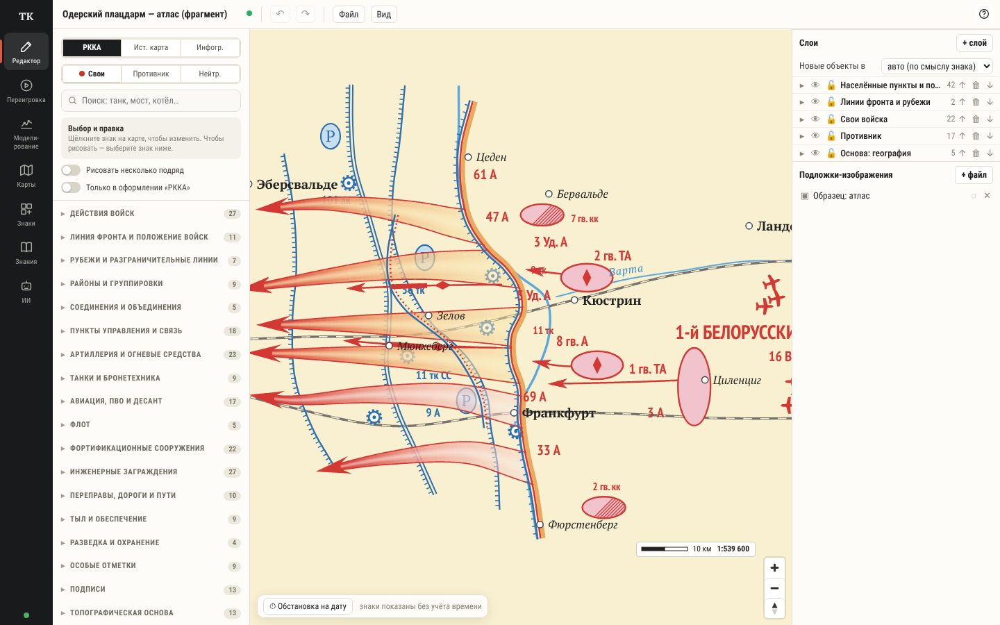 ТК
Редактор
Переигровка
Модели-
рование
Карты
Знаки
Знания
ИИ
Одерский плацдарм — атлас (фрагмент)
Файл
Вид
РККА
Ист. карта
Инфогр.
Свои
Противник
Нейтр.
Поиск: танк, мост, котёл…
Выбор и правка
Щёлкните знак на карте, чтобы изменить. Чтобы
рисовать — выберите знак ниже.
Рисовать несколько подряд
Только в оформлении «РККА»
ДЕЙСТВИЯ ВОЙСК 27
ЛИНИЯ ФРОНТА И ПОЛОЖЕНИЕ ВОЙСК 11
РУБЕЖИ И РАЗГРАНИЧИТЕЛЬНЫЕ ЛИНИИ 7
РАЙОНЫ И ГРУППИРОВКИ 9
СОЕДИНЕНИЯ И ОБЪЕДИНЕНИЯ 5
ПУНКТЫ УПРАВЛЕНИЯ И СВЯЗЬ 18
АРТИЛЛЕРИЯ И ОГНЕВЫЕ СРЕДСТВА 23
ТАНКИ И БРОНЕТЕХНИКА 9
АВИАЦИЯ, ПВО И ДЕСАНТ 17
ФЛОТ 5
ФОРТИФИКАЦИОННЫЕ СООРУЖЕНИЯ 22
ИНЖЕНЕРНЫЕ ЗАГРАЖДЕНИЯ 27
ПЕРЕПРАВЫ, ДОРОГИ И ПУТИ 10
ТЫЛ И ОБЕСПЕЧЕНИЕ 9
РАЗВЕДКА И ОХРАНЕНИЕ 4
ОСОБЫЕ ОТМЕТКИ 9
ПОДПИСИ 13
ТОПОГРАФИЧЕСКАЯ ОСНОВА 13
Р
Цеден
61 А
Эберсвальде
101 ак
Бервальде
47 А
7 гв. кк
Ландс
3 Уд. А
2 гв. ТА
Р
Варта
9 тк
56 тк
5 Уд. А
Кюстрин
Зелов
11 тк
1-й БЕЛОРУССКИ
Мюнхеберг
8 гв. А
16 В
11 тк СС
1 гв. ТА
Циленциг
Р
69 А
9 А
Франкфурт
3 А
33 А
2 гв. кк
Фюрстенберг
10 км 1:539 600
Обстановка на дату
знаки показаны без учёта времени
Слои
+ слой
Новые объекты в
авто (по смыслу знака)
Населённые пункты и по… 42
Линии фронта и рубежи 2
Свои войска 22
Противник 17
Основа: география 5
Подложки-изображения
+ файл
Образец: атлас